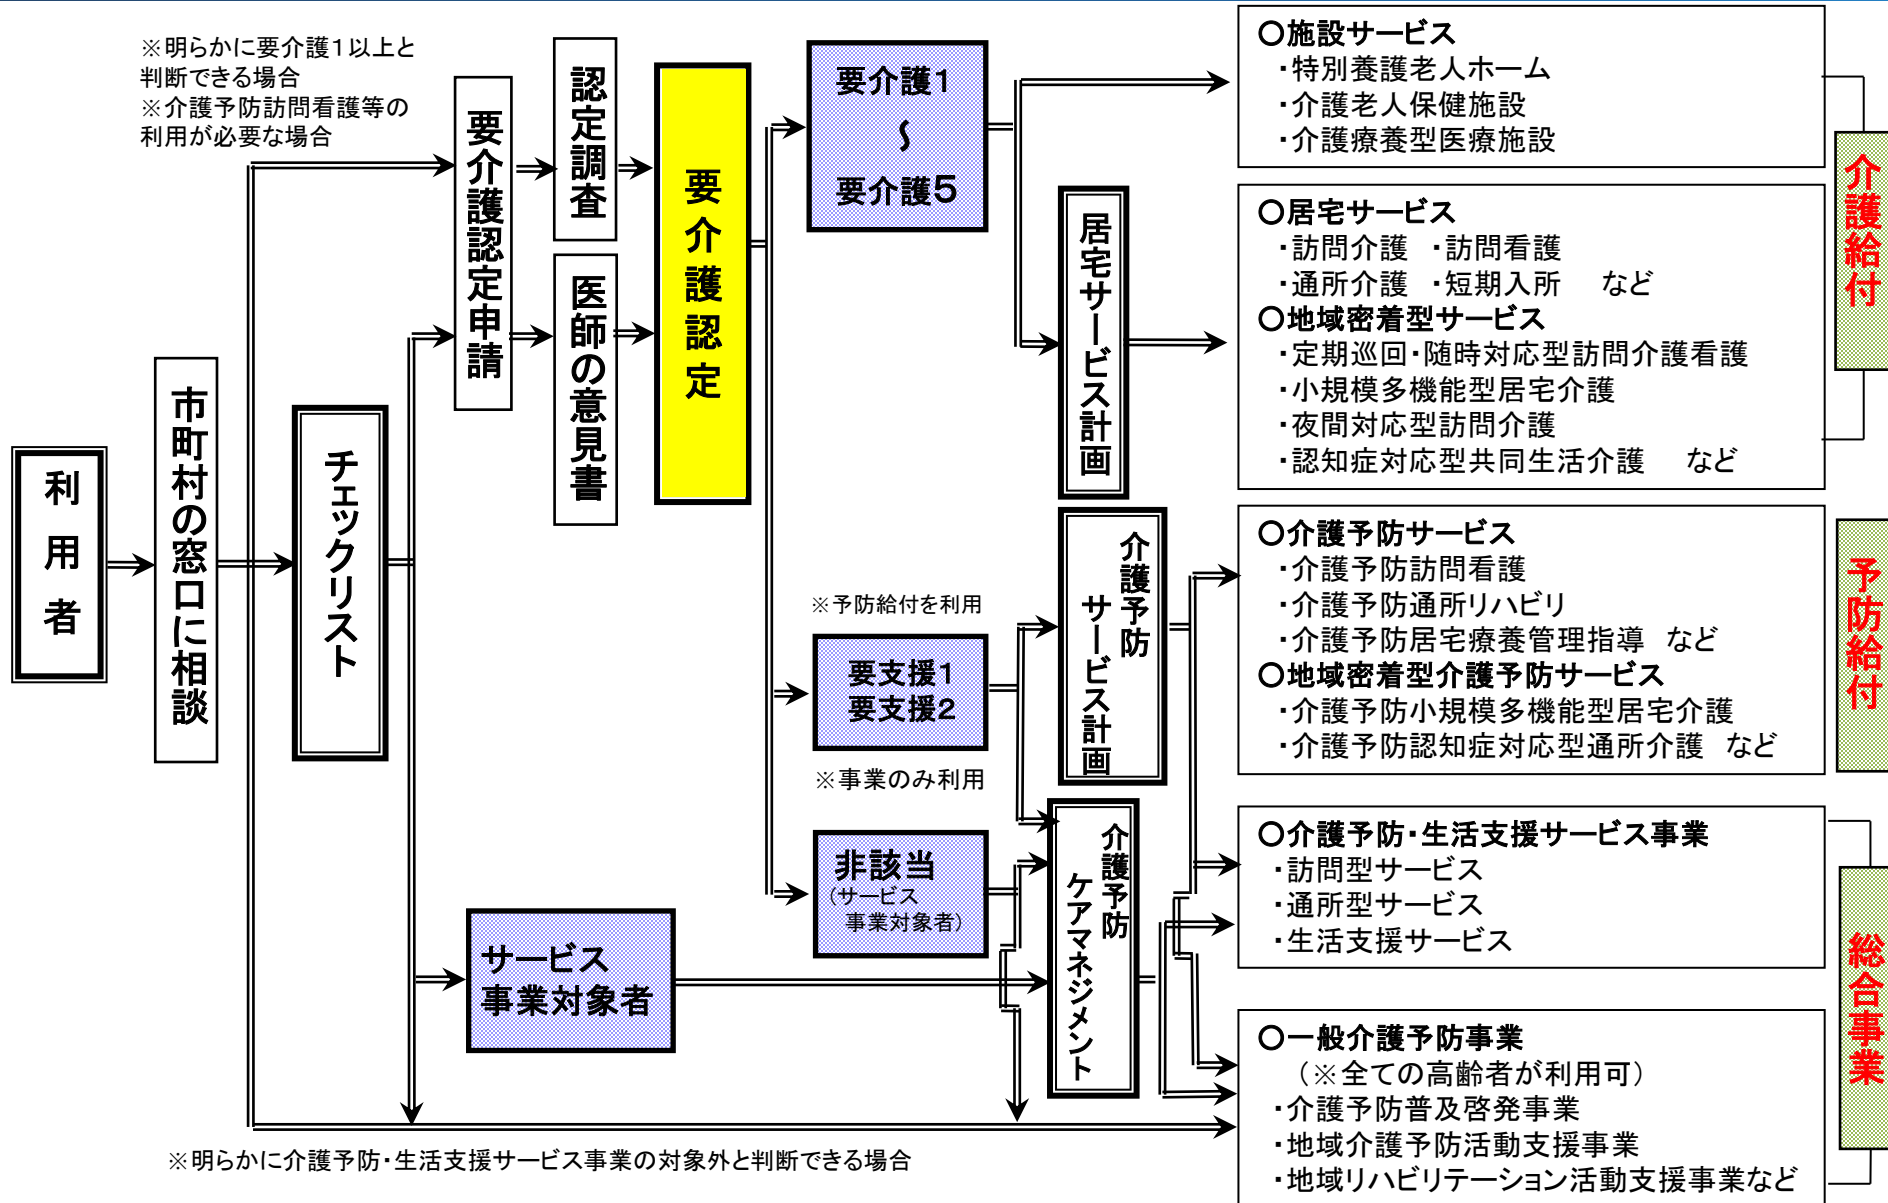 ※明らかに要介護1以上と
判断できる場合
※介護予防訪問看護等の
利用が必要な場合
利用者
市町村の窓口に相談
チェックリスト
要介護認定申請
認定調査
医師の意見書
要介護認定
要介護1
～
要介護5
※予防給付を利用
要支援1
要支援2
※事業のみ利用
非該当
(サービス
事業対象者)
サービス
事業対象者
居宅サービス計画
介護予防
サービス計画
介護予防
ケアマネジメント
○施設サービス
・特別養護老人ホーム
・介護老人保健施設
・介護療養型医療施設
○居宅サービス
・訪問介護 ・訪問看護
・通所介護 ・短期入所 など
○地域密着型サービス
・定期巡回・随時対応型訪問介護看護
・小規模多機能型居宅介護
・夜間対応型訪問介護
・認知症対応型共同生活介護 など
介護給付
○介護予防サービス
・介護予防訪問看護
・介護予防通所リハビリ
・介護予防居宅療養管理指導 など
○地域密着型介護予防サービス
・介護予防小規模多機能型居宅介護
・介護予防認知症対応型通所介護 など
予防給付
○介護予防・生活支援サービス事業
・訪問型サービス
・通所型サービス
・生活支援サービス
○一般介護予防事業
(※全ての高齢者が利用可)
・介護予防普及啓発事業
・地域介護予防活動支援事業
・地域リハビリテーション活動支援事業など
総合事業
※明らかに介護予防・生活支援サービス事業の対象外と判断できる場合